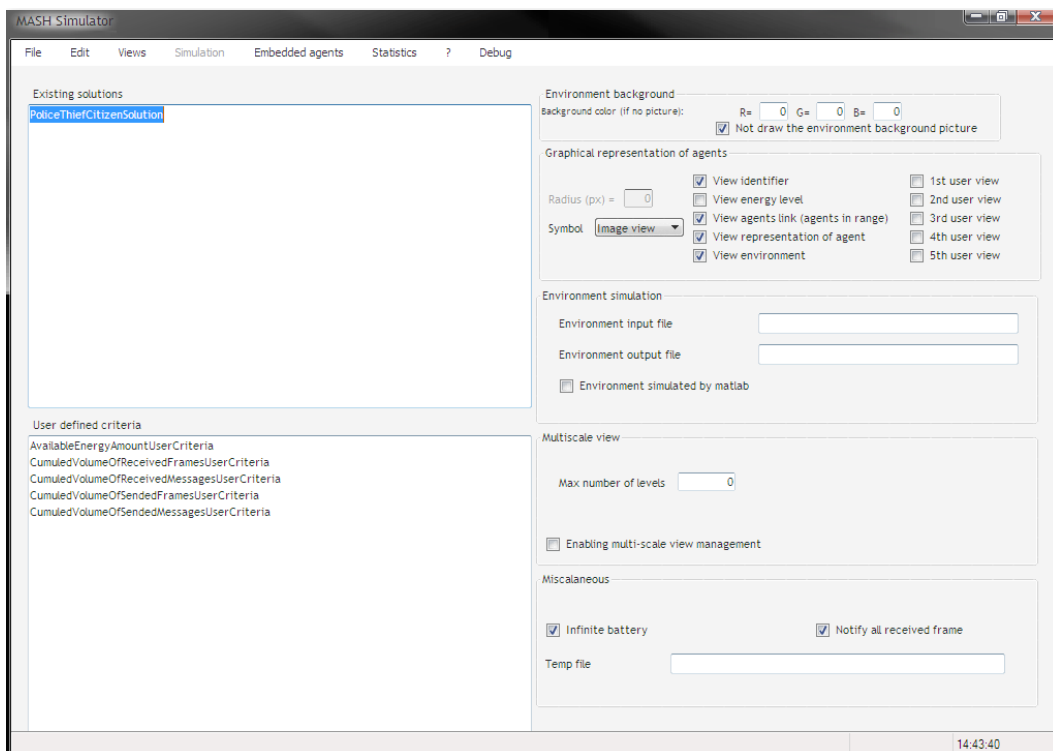 MASH Simulator
File Edit Views Simulation Embedded agents Statistics ? Debug
Existing solutions
PoliceThiefCitizenSolution
User defined criteria
AvailableEnergyAmountUserCriteria
CumuledVolumeOfReceivedFramesUserCriteria
CumuledVolumeOfReceivedMessagesUserCriteria
CumuledVolumeOfSendedFramesUserCriteria
CumuledVolumeOfSendedMessagesUserCriteria
Environment background
Background color (if no picture): R= 0 G= 0 B= 0
Not draw the environment background picture
Graphical representation of agents
View identifier 1st user view
Radius (px) = 0 View energy level 2nd user view
Symbol Image view View agents link (agents in range) 3rd user view
View representation of agent 4th user view
View environment 5th user view
Environment simulation
Environment input file
Environment output file
Environment simulated by matlab
Multiscale view
Max number of levels 0
Enabling multi-scale view management
Miscalaneous
Infinite battery Notify all received frame
Temp file
14:43:40